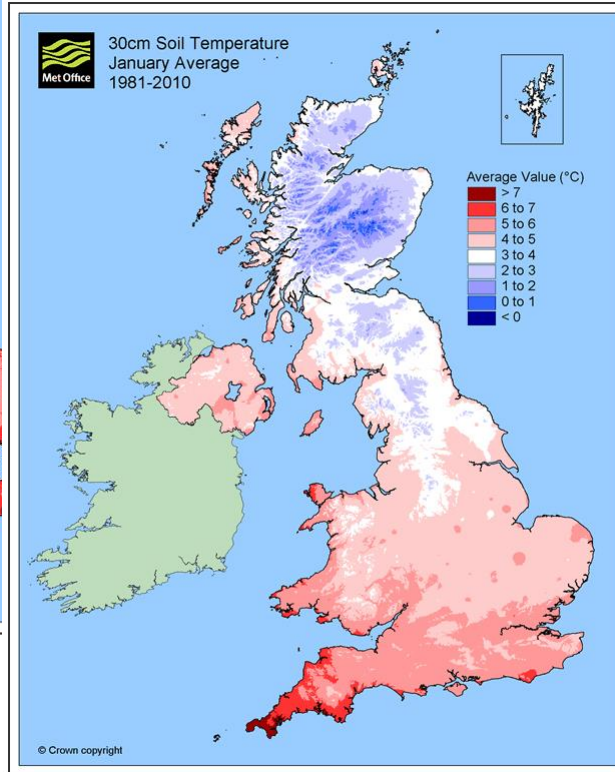 Met Office
30cm Soil Temperature
January Average
1981-2010
Average Value (°C)
> 7
6 to 7
5 to 6
4 to 5
3 to 4
2 to 3
1 to 2
0 to 1
< 0
© Crown copyright